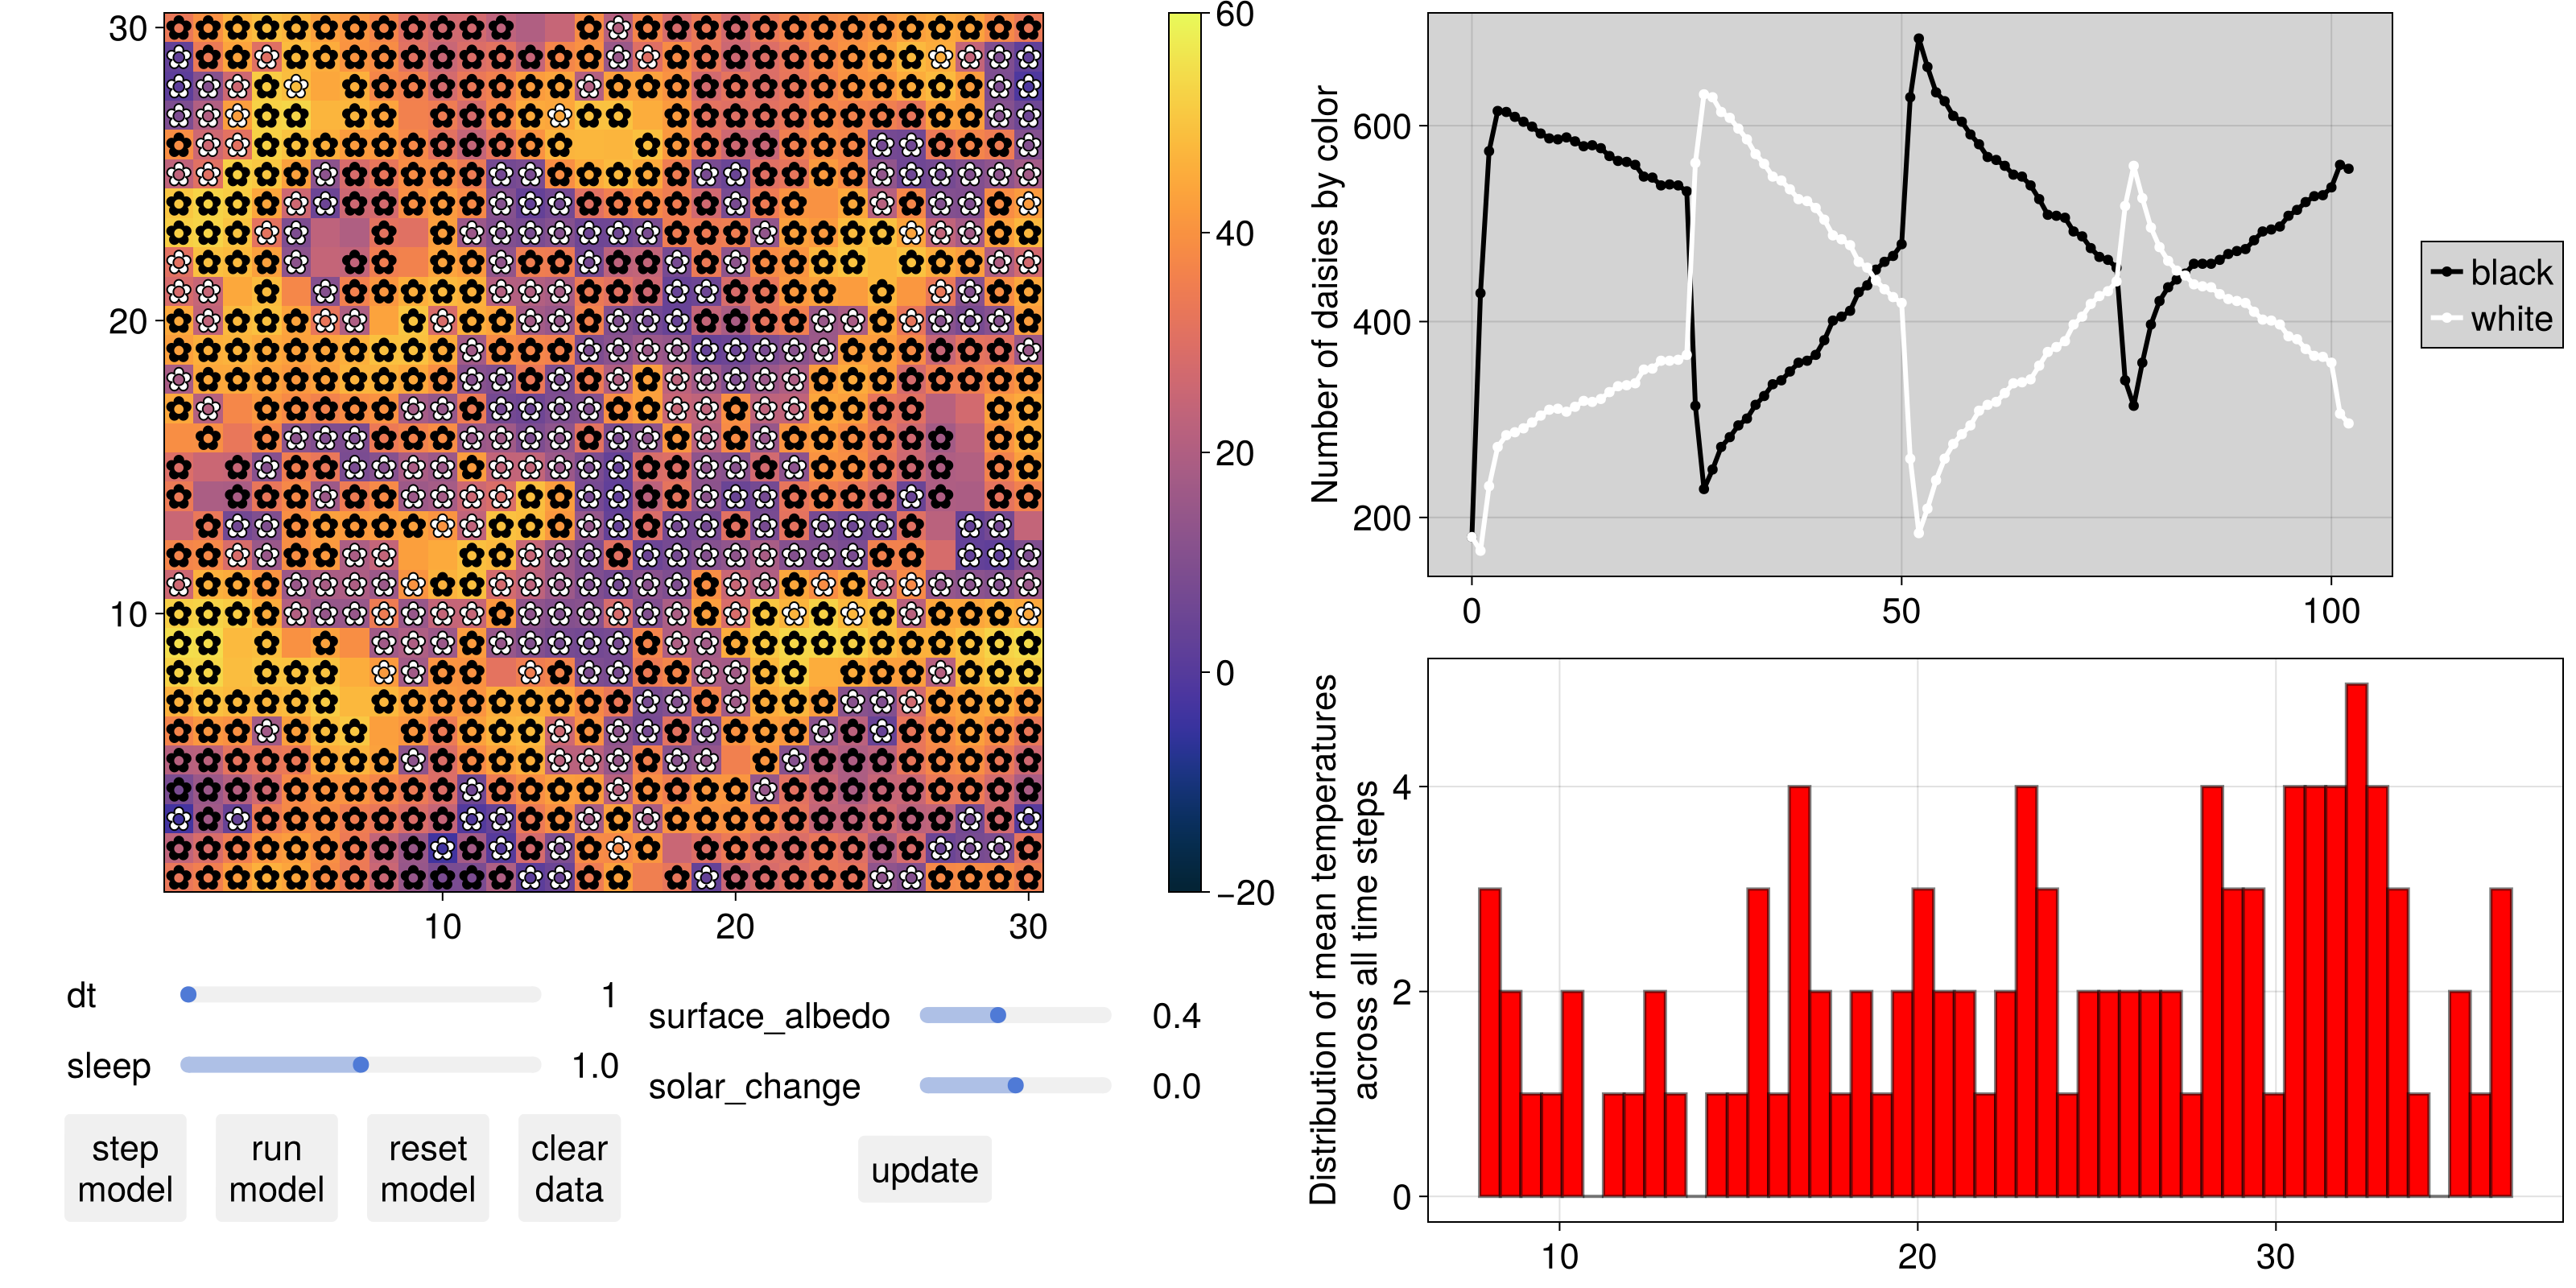 30
20
10
10
20
30
60
40
20
0
−20
Number of daisies by color
600
400
200
0
50
100
black
white
Distribution of mean temperatures
across all time steps
4
2
0
10
20
30
dt
1
sleep
1.0
surface_albedo
0.4
solar_change
0.0
step
model
run
model
reset
model
clear
data
update